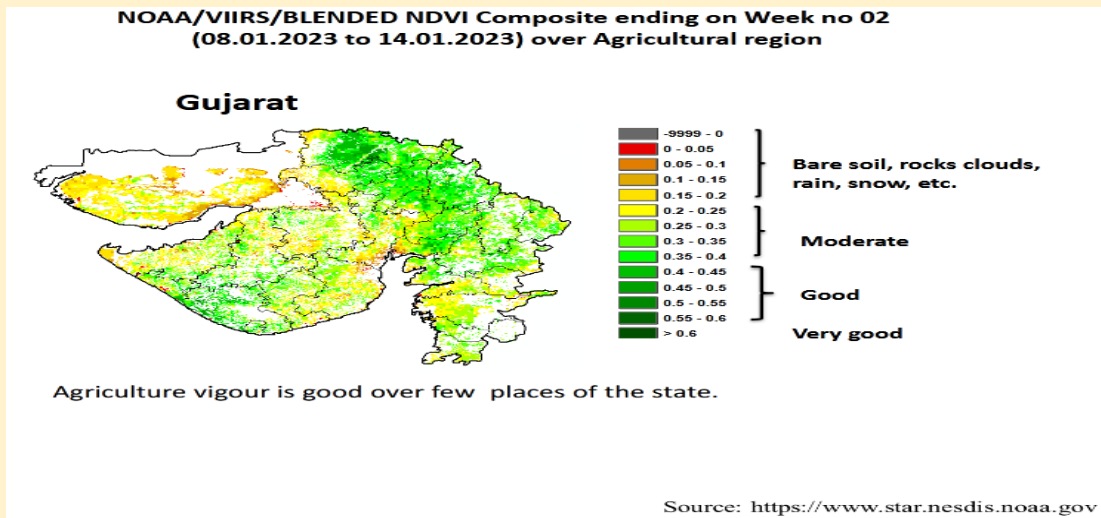 NOAA/VIIRS/BLENDED NDVI Composite ending on Week no 02
(08.01.2023 to 14.01.2023) over Agricultural region
Gujarat
-9999 - 0
0 - 0.05
0.05 - 0.1
0.1 - 0.15
0.15 - 0.2
0.2 - 0.25
0.25 - 0.3
0.3 - 0.35
0.35 - 0.4
0.4 - 0.45
0.45 - 0.5
0.5 - 0.55
0.55 - 0.6
> 0.6
Bare soil, rocks clouds,
rain, snow, etc.
Moderate
Good
Very good
Agriculture vigour is good over few places of the state.
Source: https://www.star.nesdis.noaa.gov